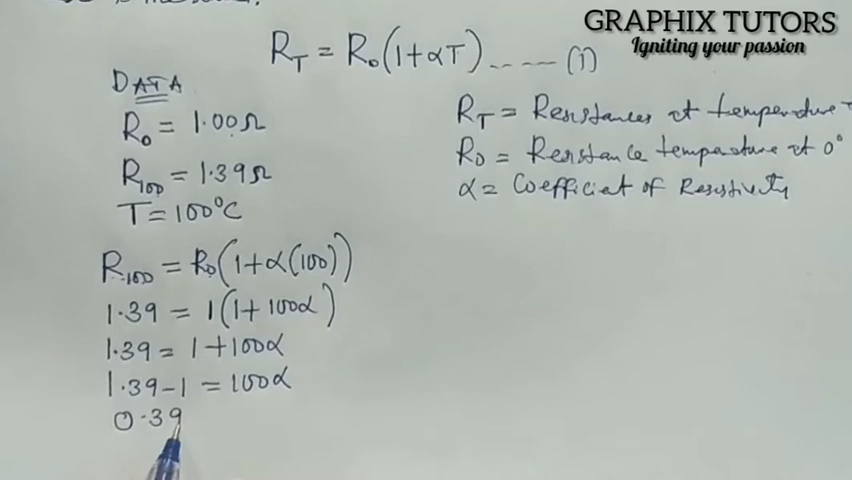 GRAPHIX TUTORS
Igniting your passion
R_T = R_0(1+αT) ------ (1)
DATA
R_0 = 1.00Ω
R_100 = 1.39Ω
T = 100°C
R_T = Resistances at temperature
R_0 = Resistance temperature at 0°
α = Coefficient of Resistivity
R_100 = R_0(1+α(100))
1.39 = 1(1+100α)
1.39 = 1+100α
1.39-1 = 100α
0.39